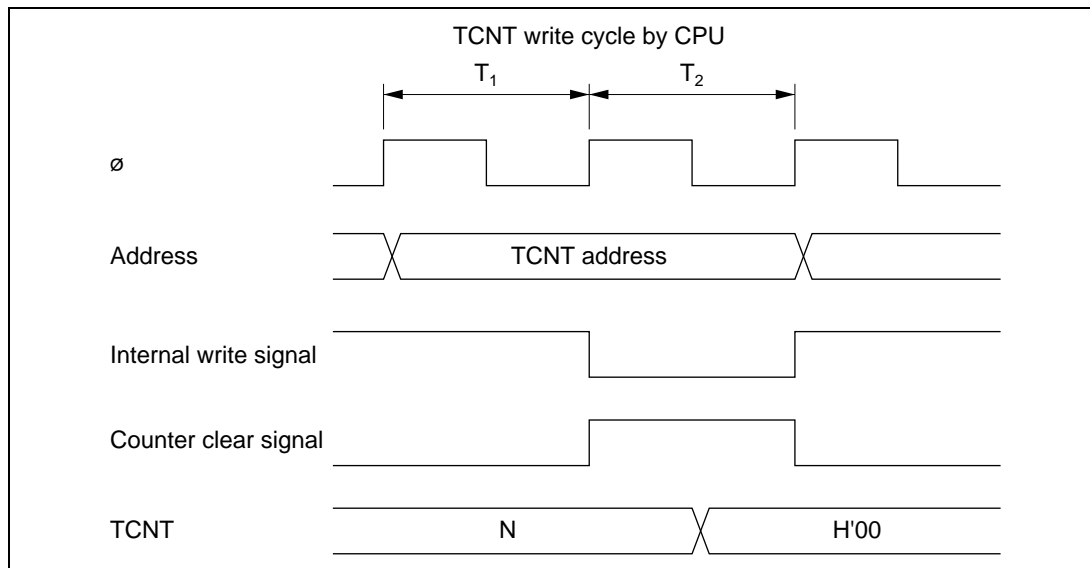 TCNT write cycle by CPU
T₁ T₂
ø
Address TCNT address
Internal write signal
Counter clear signal
TCNT N H'00